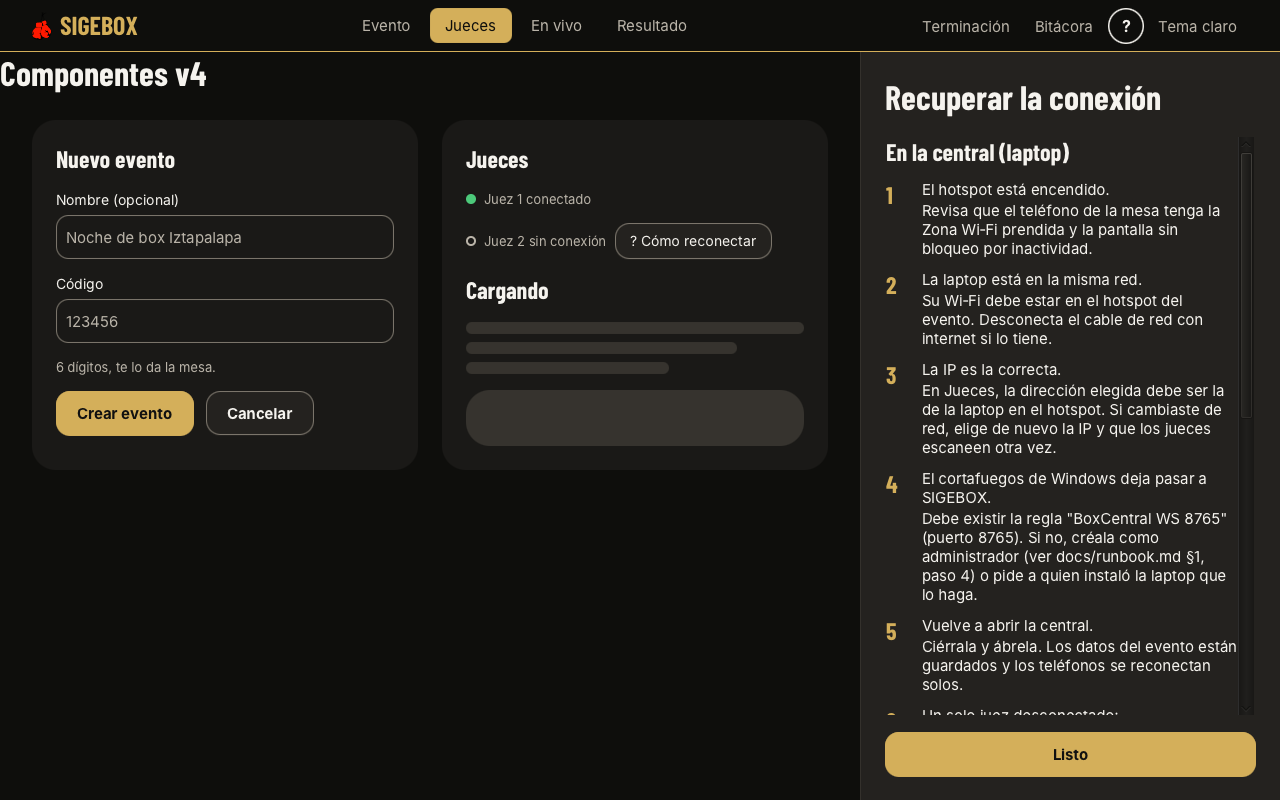 SIGEBOX
Evento
Jueces
En vivo
Resultado
Terminación
Bitácora
?
Tema claro
Componentes v4
Nuevo evento
Nombre (opcional)
Noche de box Iztapalapa
Código
123456
6 dígitos, te lo da la mesa.
Crear evento
Cancelar
Jueces
Juez 1 conectado
Juez 2 sin conexión
? Cómo reconectar
Cargando
Recuperar la conexión
En la central (laptop)
1
El hotspot está encendido.
Revisa que el teléfono de la mesa tenga la
Zona Wi-Fi prendida y la pantalla sin
bloqueo por inactividad.
2
La laptop está en la misma red.
Su Wi-Fi debe estar en el hotspot del
evento. Desconecta el cable de red con
internet si lo tiene.
3
La IP es la correcta.
En Jueces, la dirección elegida debe ser la
de la laptop en el hotspot. Si cambiaste de
red, elige de nuevo la IP y que los jueces
escaneen otra vez.
4
El cortafuegos de Windows deja pasar a
SIGEBOX.
Debe existir la regla "BoxCentral WS 8765"
(puerto 8765). Si no, créala como
administrador (ver docs/runbook.md §1,
paso 4) o pide a quien instaló la laptop que
lo haga.
5
Vuelve a abrir la central.
Ciérrala y ábrela. Los datos del evento están
guardados y los teléfonos se reconectan
solos.
Un solo juez desconectado:
Listo